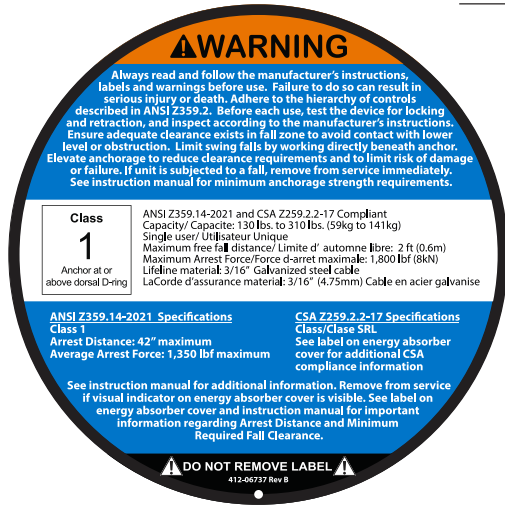 WARNING
Always read and follow the manufacturer's instructions,
labels and warnings before use. Failure to do so can result in
serious injury or death. Adhere to the hierarchy of controls
described in ANSI Z359.2. Before each use, test the device for locking
and retraction, and inspect according to the manufacturer's instructions.
Ensure adequate clearance exists in fall zone to avoid contact with lower
level or obstruction. Limit swing falls by working directly beneath anchor.
Elevate anchorage to reduce clearance requirements and to limit risk of damage
or failure. If unit is subjected to a fall, remove from service immediately.
See instruction manual for minimum anchorage strength requirements.
Class
1
Anchor at or
above dorsal D-ring
ANSI Z359.14-2021 and CSA Z259.2.2-17 Compliant
Capacity/ Capacite: 130 lbs. to 310 lbs. (59kg to 141kg)
Single user/ Utilisateur Unique
Maximum free fall distance/ Limite d' automne libre: 2 ft (0.6m)
Maximum Arrest Force/Force d-arret maximale: 1,800 lbf (8kN)
Lifeline material: 3/16" Galvanized steel cable
LaCorde d'assurance material: 3/16" (4.75mm) Cable en acier galvanise
ANSI Z359.14-2021 Specifications
Class 1
Arrest Distance: 42" maximum
Average Arrest Force: 1,350 lbf maximum
CSA Z259.2.2-17 Specifications
Class/Clase SRL
See label on energy absorber
cover for additional CSA
compliance information
See instruction manual for additional information. Remove from service
if visual indicator on energy absorber cover is visible. See label on
energy absorber cover and instruction manual for important
information regarding Arrest Distance and Minimum
Required Fall Clearance.
DO NOT REMOVE LABEL
412-06737 Rev B